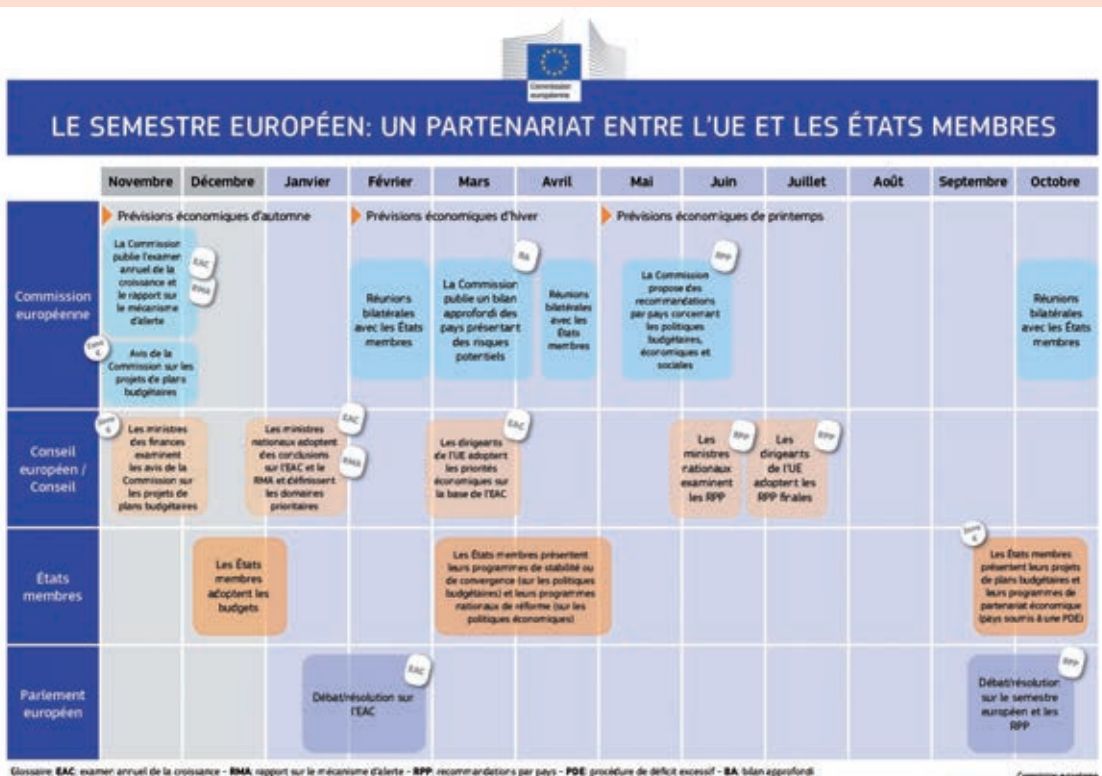 Commission
européenne
LE SEMESTRE EUROPÉEN: UN PARTENARIAT ENTRE L'UE ET LES ÉTATS MEMBRES
Novembre Décembre Janvier Février Mars Avril Mai Juin Juillet Août Septembre Octobre
Commission
européenne
Prévisions économiques d'automne
Prévisions économiques d'hiver
Prévisions économiques de printemps
La Commission
publie l'examen
annuel de la
croissance et
le rapport sur
le mécanisme
d'alerte
EAC
RMA
Zone
€
Avis de la
Commission sur les
projets de plans
budgétaires
Réunions
bilatérales
avec les États
membres
BA
La Commission
publie un bilan
approfondi des
pays présentant
des risques
potentiels
Réunions
bilatérales
avec les
États
membres
RPP
La Commission
propose des
recommandations
par pays concernant
les politiques
budgétaires,
économiques et
sociales
Réunions
bilatérales
avec les États
membres
Conseil
européen /
Conseil
Zone
€
Les ministres
des finances
examinent
les avis de la
Commission sur
les projets de
plans budgétaires
Les ministres
nationaux adoptent
des conclusions
sur l'EAC et le
RMA et définissent
les domaines
prioritaires
EAC
RMA
Les dirigeants
de l'UE adoptent
les priorités
économiques sur
la base de l'EAC
EAC
Les
ministres
nationaux
examinent
les RPP
RPP
Les
dirigeants
de l'UE
adoptent les
RPP finales
RPP
États
membres
Les États
membres
adoptent les
budgets
Les États membres présentent
leurs programmes de stabilité ou
de convergence (sur les politiques
budgétaires) et leurs programmes
nationaux de réforme (sur les
politiques économiques)
Zone
€
Les États membres
présentent leurs projets
de plans budgétaires et
leurs programmes de
partenariat économique
(pays soumis à une PDE)
Parlement
européen
EAC
Débat/résolution sur
l'EAC
RPP
Débat/résolution
sur le semestre
européen et les
RPP
Glossaire EAC: examen annuel de la croissance - RMA: rapport sur le mécanisme d'alerte - RPP: recommandations par pays - PDE: procédure de déficit excessif - BA: bilan approfondi